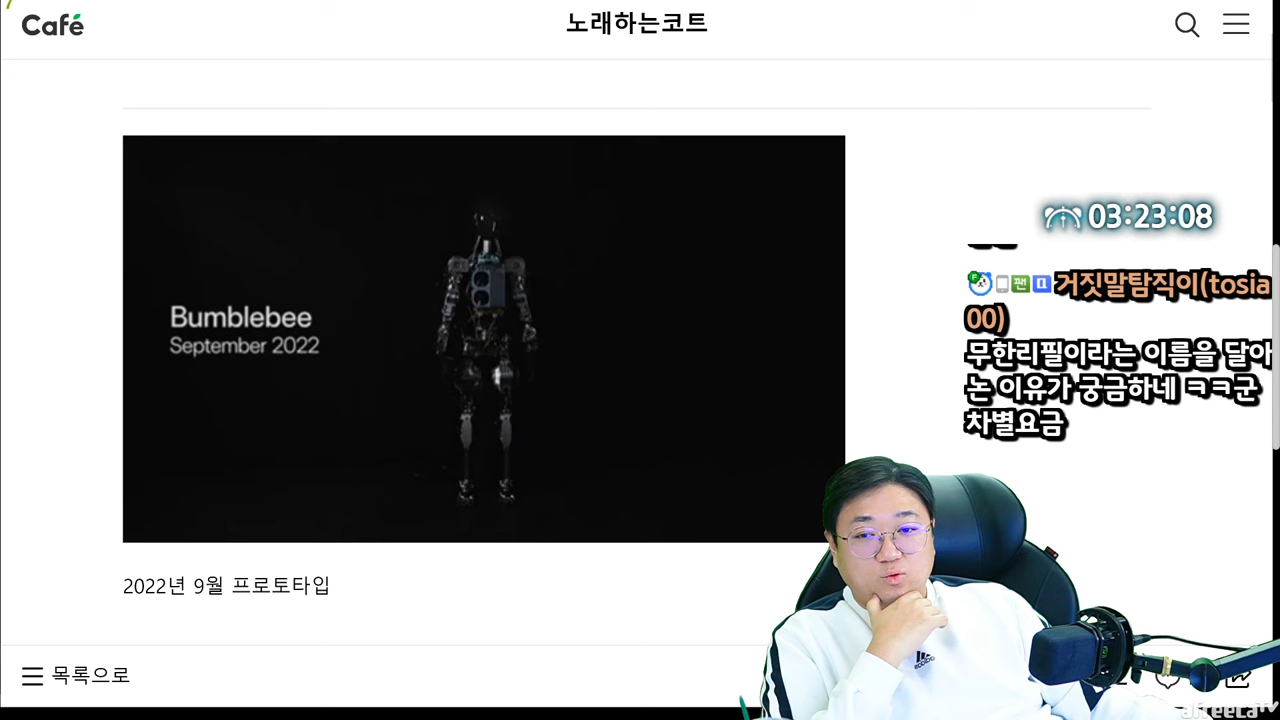 Café
노래하는코트
Bumblebee
September 2022
2022년 9월 프로토타입
목록으로
03:23:08
거짓말탐직이(tosia
00)
무한리필이라는 이름을 달아
논 이유가 궁금하네 ㅋㅋ군
차별요금
afreecaTV